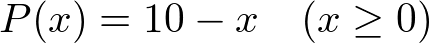 P(x) = 10 − x (x ≥ 0)